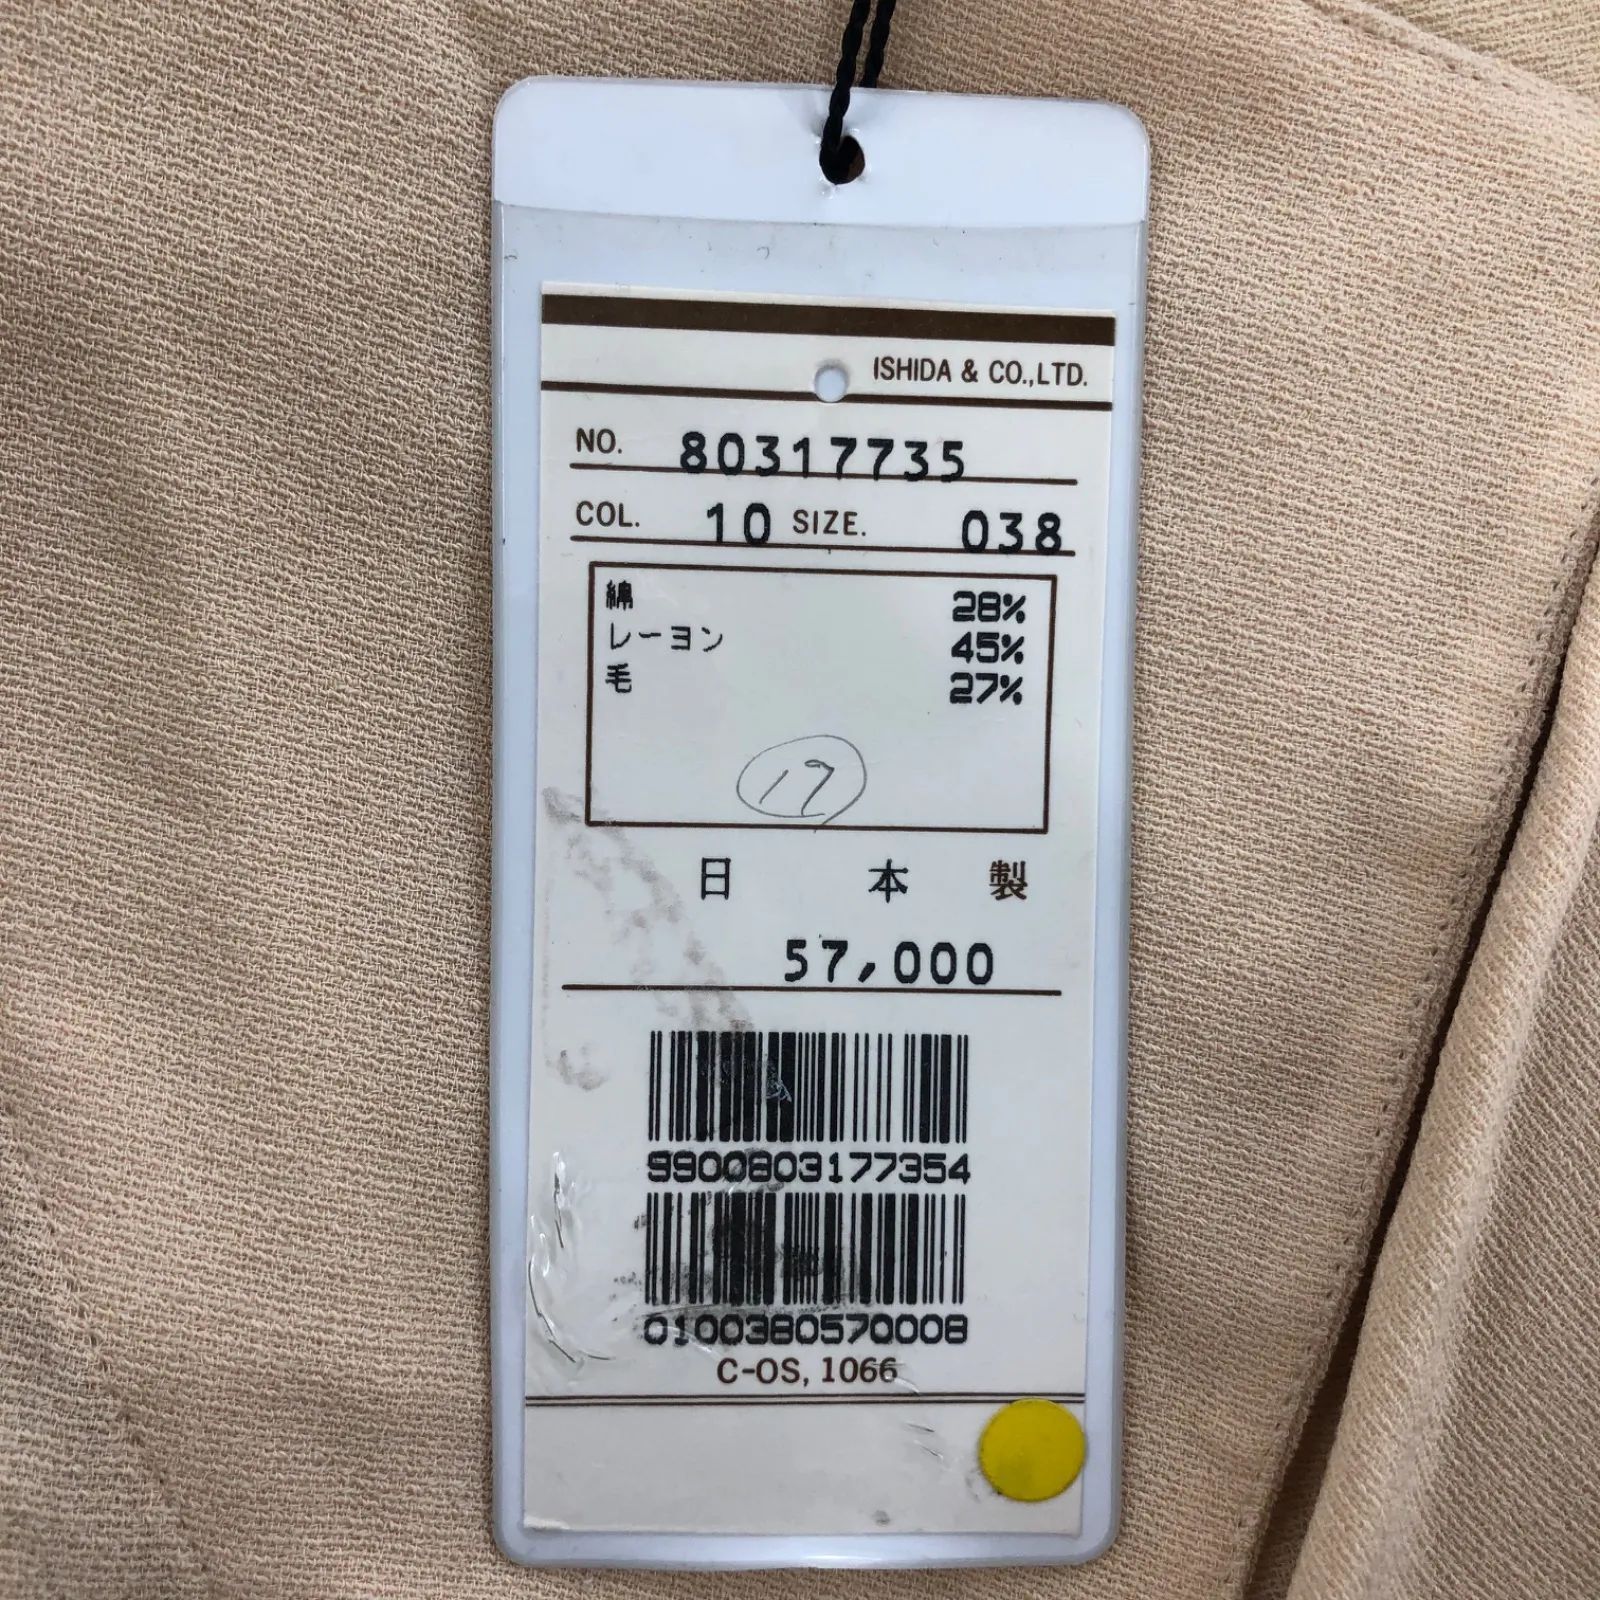 ISHIDA & CO.,LTD.
NO. 80317735
COL. 10 SIZE. 038
綿 28%
レーヨン 45%
毛 27%
17
日本製
57,000
9900803177354
0100380570008
C-OS, 1066